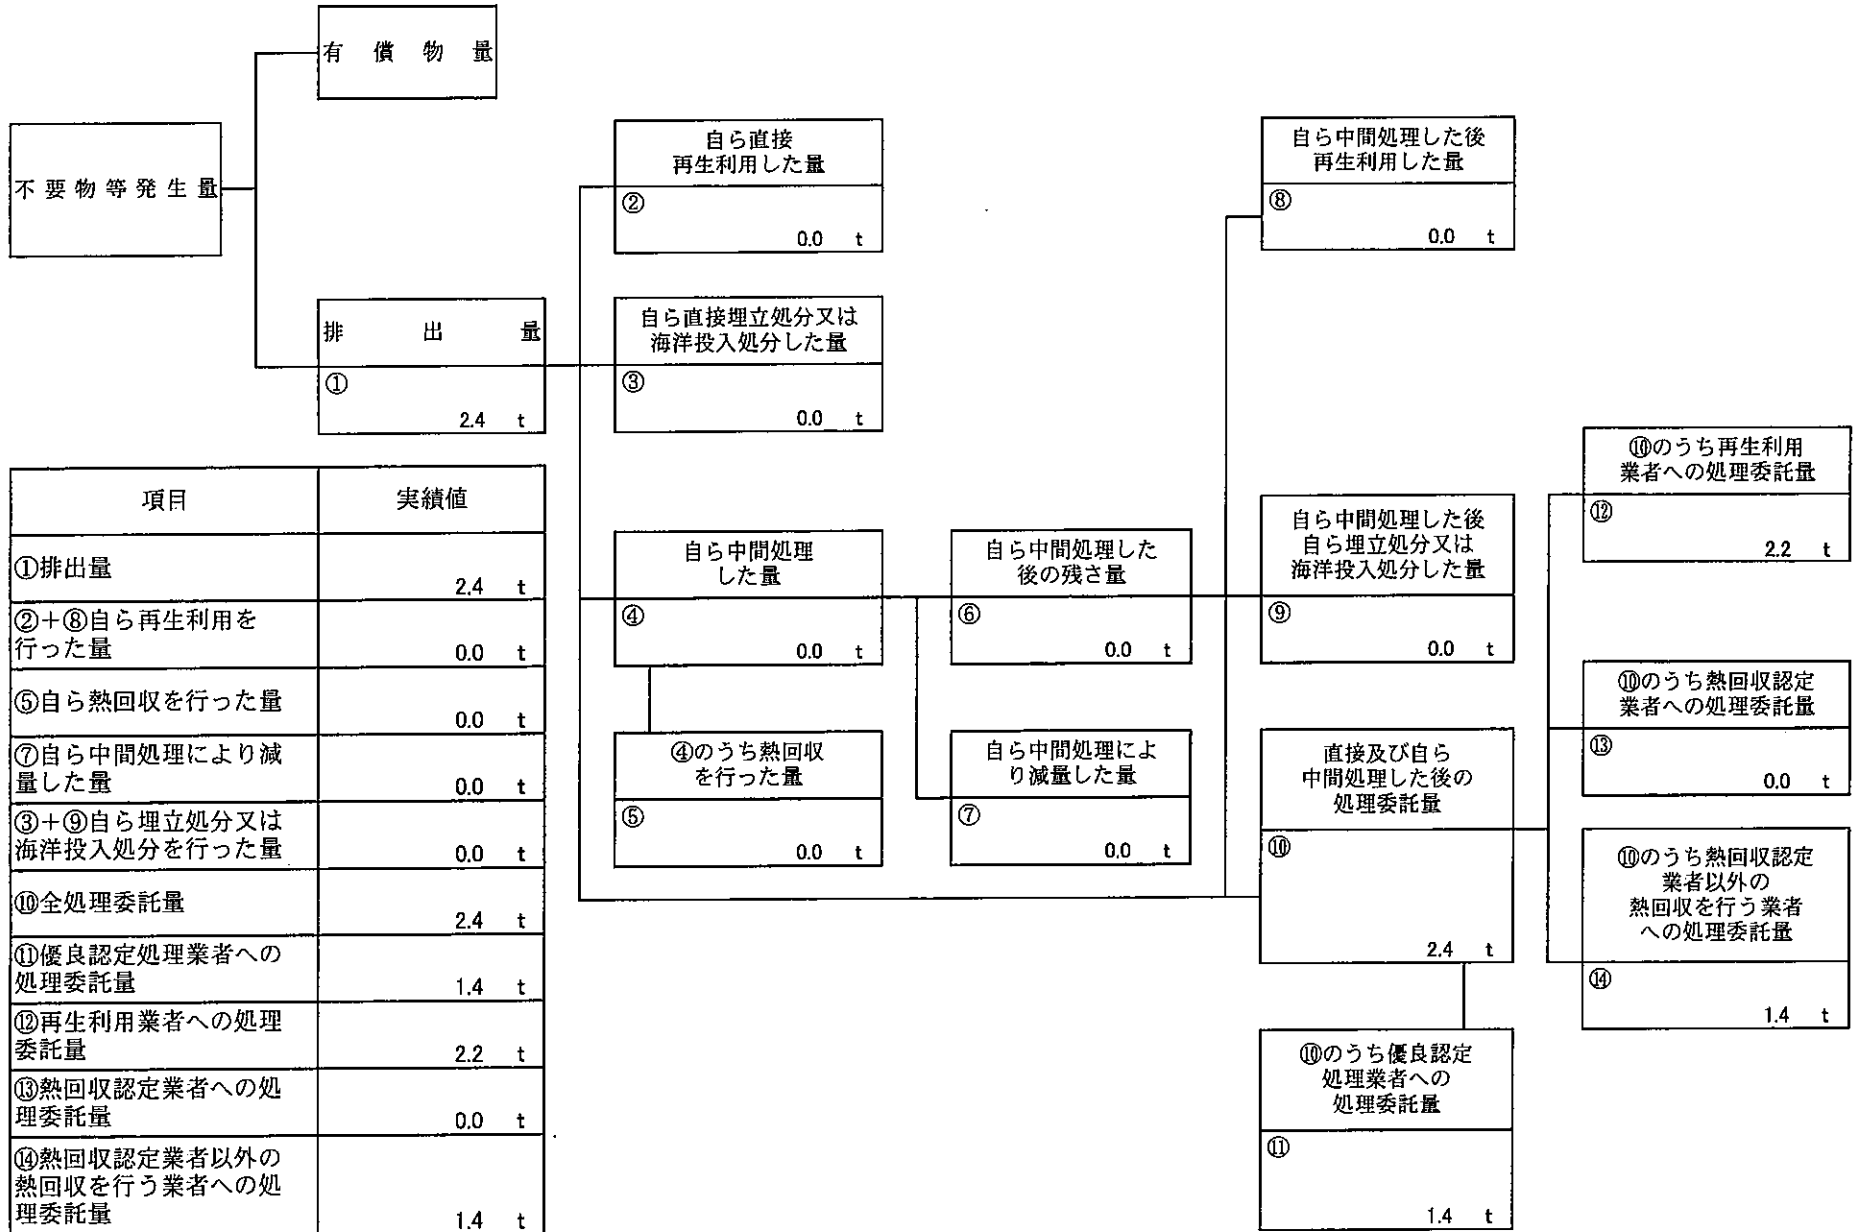 有償物量
不要物等発生量
排出量
①
2.4 t
自ら直接
再生利用した量
②
0.0 t
自ら直接埋立処分又は
海洋投入処分した量
③
0.0 t
自ら中間処理
した量
④
0.0 t
④のうち熱回収
を行った量
⑤
0.0 t
自ら中間処理した
後の残さ量
⑥
0.0 t
自ら中間処理によ
り減量した量
⑦
0.0 t
自ら中間処理した後
再生利用した量
⑧
0.0 t
自ら中間処理した後
自ら埋立処分又は
海洋投入処分した量
⑨
0.0 t
直接及び自ら
中間処理した後の
処理委託量
⑩
2.4 t
⑩のうち優良認定
処理業者への
処理委託量
⑪
1.4 t
⑩のうち再生利用
業者への処理委託量
⑫
2.2 t
⑩のうち熱回収認定
業者への処理委託量
⑬
0.0 t
⑩のうち熱回収認定
業者以外の
熱回収を行う業者
への処理委託量
⑭
1.4 t
項目 実績値
①排出量
2.4 t
②+⑧自ら再生利用を
行った量
0.0 t
⑤自ら熱回収を行った量
0.0 t
⑦自ら中間処理により減
量した量
0.0 t
③+⑨自ら埋立処分又は
海洋投入処分を行った量
0.0 t
⑩全処理委託量
2.4 t
⑪優良認定処理業者への
処理委託量
1.4 t
⑫再生利用業者への処理
委託量
2.2 t
⑬熱回収認定業者への処
理委託量
0.0 t
⑭熱回収認定業者以外の
熱回収を行う業者への処
理委託量
1.4 t